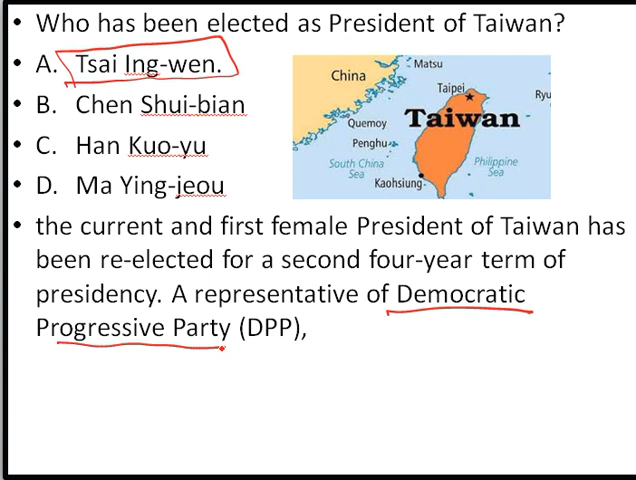 • Who has been elected as President of Taiwan?
• A. Tsai Ing-wen.
• B. Chen Shui-bian
• C. Han Kuo-yu
• D. Ma Ying-jeou
China
Matsu
Taipei
Ryu
Quemoy
Taiwan
Penghu
South China
Sea
Philippine
Sea
Kaohsiung
• the current and first female President of Taiwan has
been re-elected for a second four-year term of
presidency. A representative of Democratic
Progressive Party (DPP),